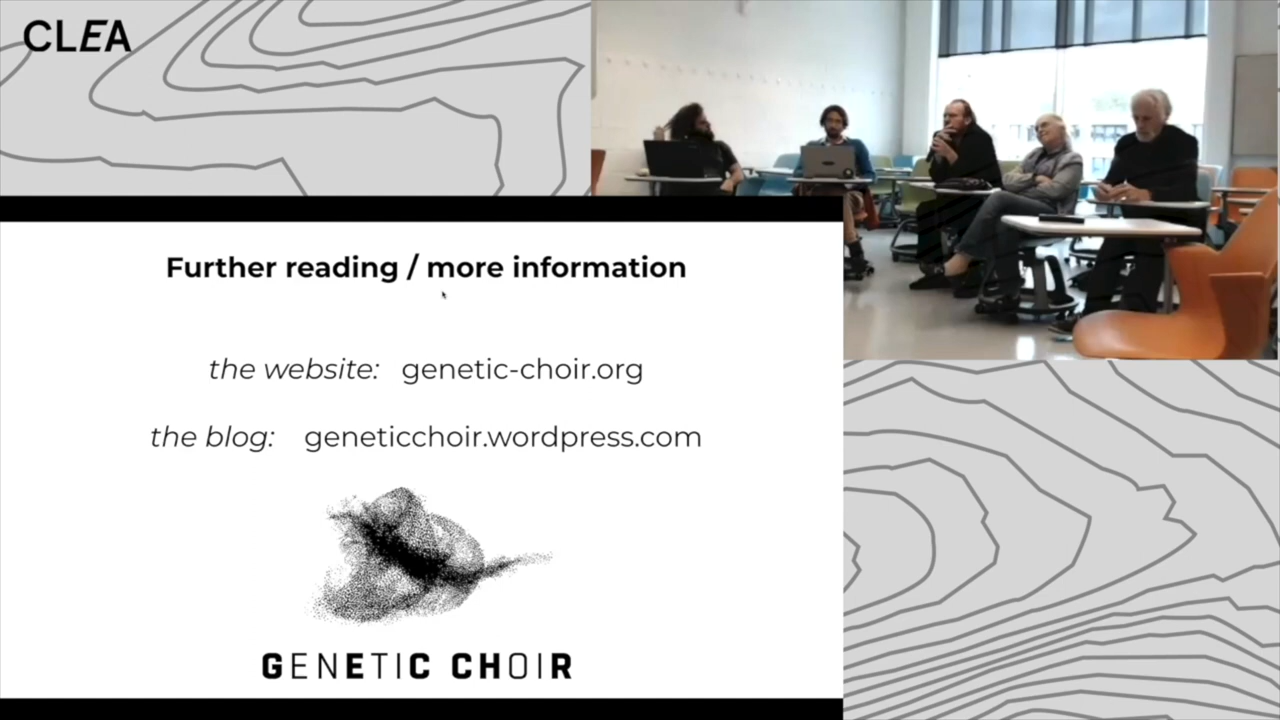 CLEA
Further reading / more information
the website: genetic-choir.org
the blog: geneticchoir.wordpress.com
GENETIC CHOIR